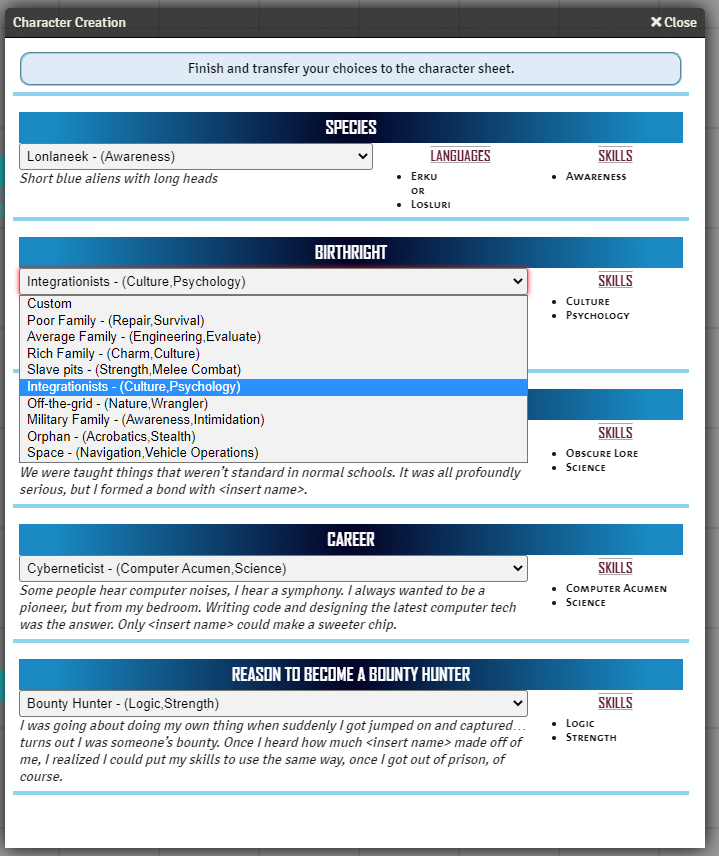 Character Creation
Close
Finish and transfer your choices to the character sheet.
SPECIES
Lonlaneek - (Awareness)
Short blue aliens with long heads
LANGUAGES
Erku
or
Losluri
SKILLS
Awareness
BIRTHRIGHT
Integrationists - (Culture,Psychology)
Custom
Poor Family - (Repair,Survival)
Average Family - (Engineering,Evaluate)
Rich Family - (Charm,Culture)
Slave pits - (Strength,Melee Combat)
Integrationists - (Culture,Psychology)
Off-the-grid - (Nature,Wrangler)
Military Family - (Awareness,Intimidation)
Orphan - (Acrobatics,Stealth)
Space - (Navigation,Vehicle Operations)
SKILLS
Culture
Psychology
We were taught things that weren't standard in normal schools. It was all profoundly
serious, but I formed a bond with <insert name>.
SKILLS
Obscure Lore
Science
CAREER
Cyberneticist - (Computer Acumen,Science)
Some people hear computer noises, I hear a symphony. I always wanted to be a
pioneer, but from my bedroom. Writing code and designing the latest computer tech
was the answer. Only <insert name> could make a sweeter chip.
SKILLS
Computer Acumen
Science
REASON TO BECOME A BOUNTY HUNTER
Bounty Hunter - (Logic,Strength)
I was going about doing my own thing when suddenly I got jumped on and captured...
turns out I was someone's bounty. Once I heard how much <insert name> made off of
me, I realized I could put my skills to use the same way, once I got out of prison, of
course.
SKILLS
Logic
Strength